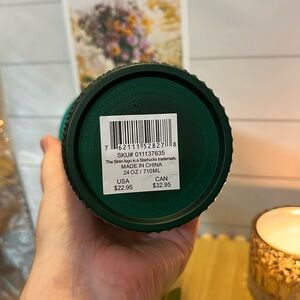 7 62111 52827 8
SKU# 011137635
The Siren logo is a Starbucks trademark.
MADE IN CHINA
24 OZ / 710ML
USA CAN
$22.95 $32.95